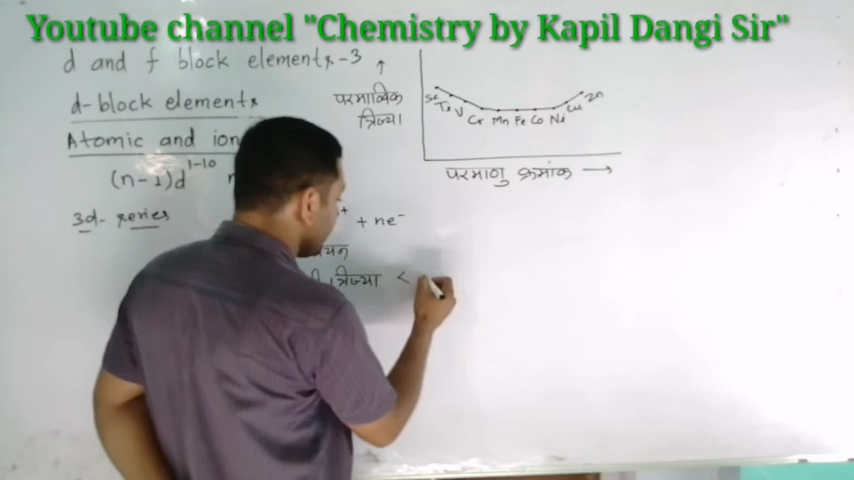 Youtube channel "Chemistry by Kapil Dangi Sir"
d and f block elements -3
d-block elements
Atomic and ion
(n-1)d¹⁻¹⁰ n
3d- series
+ + ne⁻
त्रिज्या <
↑
परमाण्विक
त्रिज्या
Sc Ti V Cr Mn Fe Co Ni Cu Zn
परमाणु क्रमांक →